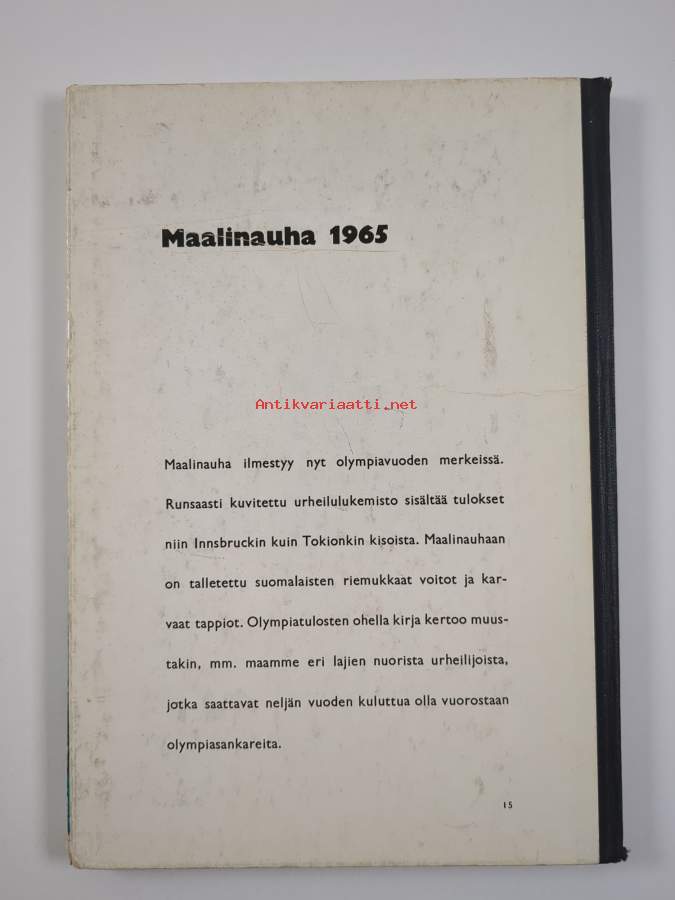 Maalinauha 1965
Antikvariaatti.net
Maalinauha ilmestyy nyt olympiavuoden merkeissä.
Runsaasti kuvitettu urheilulukemisto sisältää tulokset
niin Innsbruckin kuin Tokionkin kisoista. Maalinauhaan
on talletettu suomalaisten riemukkaat voitot ja kar-
vaat tappiot. Olympiatulosten ohella kirja kertoo muus-
takin, mm. maamme eri lajien nuorista urheilijoista,
jotka saattavat neljän vuoden kuluttua olla vuorostaan
olympiasankareita.
15